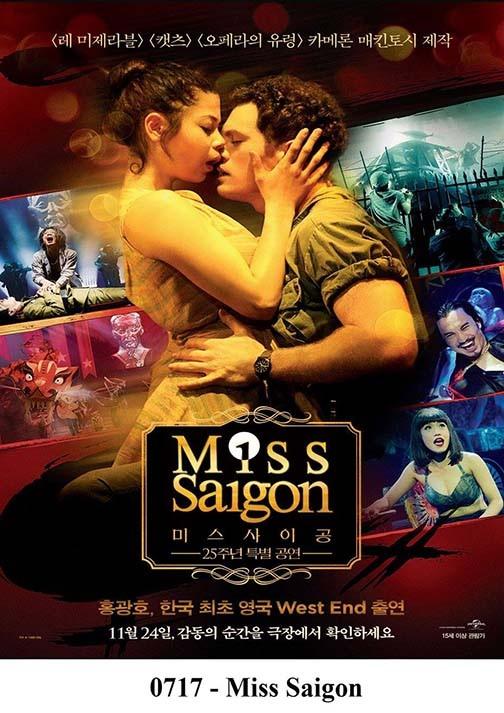 <레 미제라블> <캣츠> <오페라의 유령> 카메론 매킨토시 제작
MISS
Saigon
미스사이공
25주년 특별 공연
홍광호, 한국 최초 영국 West End 출연
11월 24일, 감동의 순간을 극장에서 확인하세요
15세 이상 관람가
0717 - Miss Saigon